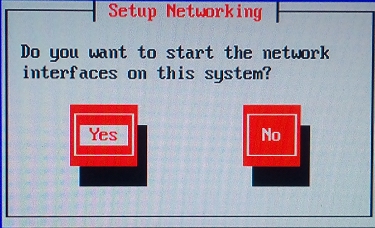 Setup Networking
Do you want to start the network
interfaces on this system?
Yes
No